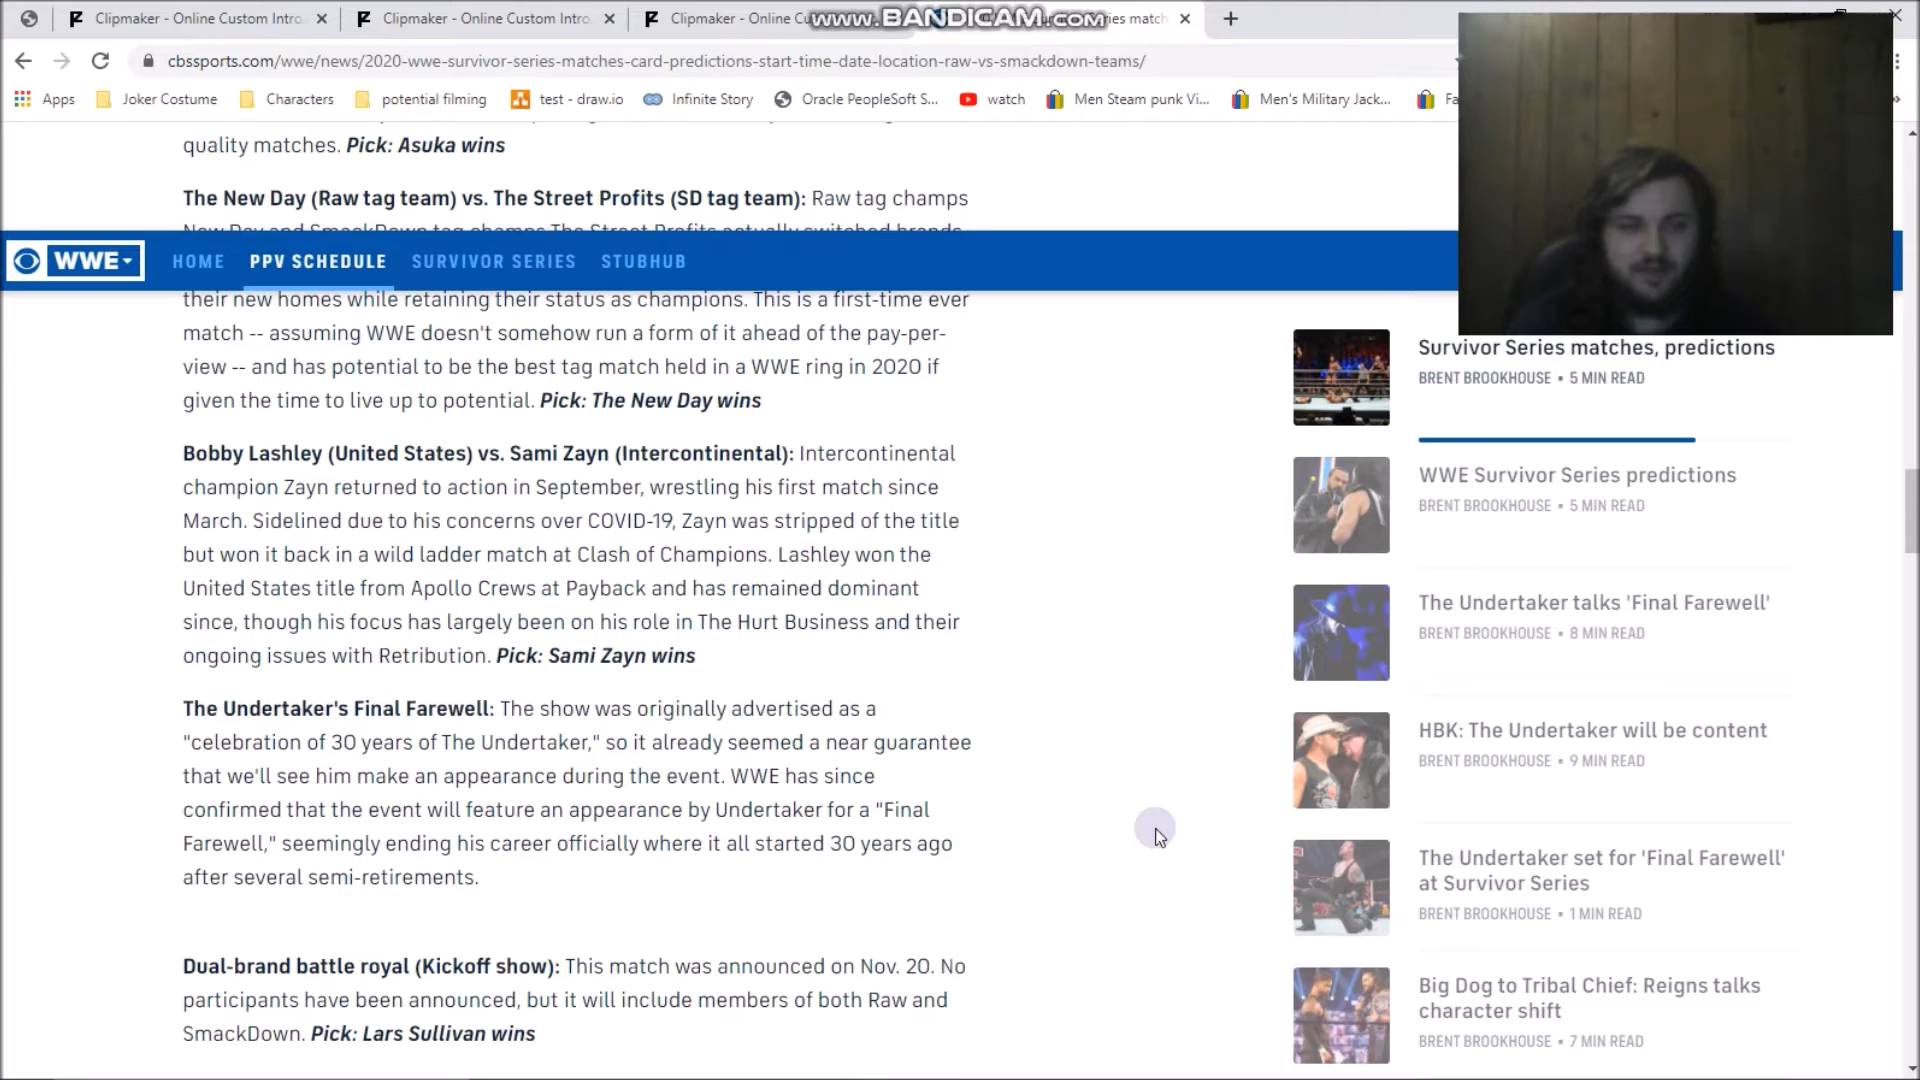 Clipmaker - Online Custom Intro
Clipmaker - Online Custom Intro
Clipmaker - Online Cu
www.BANDICAM.com
eries match
cbssports.com/wwe/news/2020-wwe-survivor-series-matches-card-predictions-start-time-date-location-raw-vs-smackdown-teams/
Apps
Joker Costume
Characters
potential filming
test - draw.io
Infinite Story
Oracle PeopleSoft S...
watch
Men Steam punk Vi...
Men's Military Jack...
Fa
quality matches. Pick: Asuka wins
The New Day (Raw tag team) vs. The Street Profits (SD tag team): Raw tag champs
New Day and SmackDown tag champs The Street Profits actually switched brands
WWE
HOME
PPV SCHEDULE
SURVIVOR SERIES
STUBHUB
their new homes while retaining their status as champions. This is a first-time ever
match -- assuming WWE doesn't somehow run a form of it ahead of the pay-per-
view -- and has potential to be the best tag match held in a WWE ring in 2020 if
given the time to live up to potential. Pick: The New Day wins
Bobby Lashley (United States) vs. Sami Zayn (Intercontinental): Intercontinental
champion Zayn returned to action in September, wrestling his first match since
March. Sidelined due to his concerns over COVID-19, Zayn was stripped of the title
but won it back in a wild ladder match at Clash of Champions. Lashley won the
United States title from Apollo Crews at Payback and has remained dominant
since, though his focus has largely been on his role in The Hurt Business and their
ongoing issues with Retribution. Pick: Sami Zayn wins
The Undertaker's Final Farewell: The show was originally advertised as a
"celebration of 30 years of The Undertaker," so it already seemed a near guarantee
that we'll see him make an appearance during the event. WWE has since
confirmed that the event will feature an appearance by Undertaker for a "Final
Farewell," seemingly ending his career officially where it all started 30 years ago
after several semi-retirements.
Dual-brand battle royal (Kickoff show): This match was announced on Nov. 20. No
participants have been announced, but it will include members of both Raw and
SmackDown. Pick: Lars Sullivan wins
Survivor Series matches, predictions
BRENT BROOKHOUSE • 5 MIN READ
WWE Survivor Series predictions
BRENT BROOKHOUSE • 5 MIN READ
The Undertaker talks 'Final Farewell'
BRENT BROOKHOUSE • 8 MIN READ
HBK: The Undertaker will be content
BRENT BROOKHOUSE • 9 MIN READ
The Undertaker set for 'Final Farewell'
at Survivor Series
BRENT BROOKHOUSE • 1 MIN READ
Big Dog to Tribal Chief: Reigns talks
character shift
BRENT BROOKHOUSE • 7 MIN READ